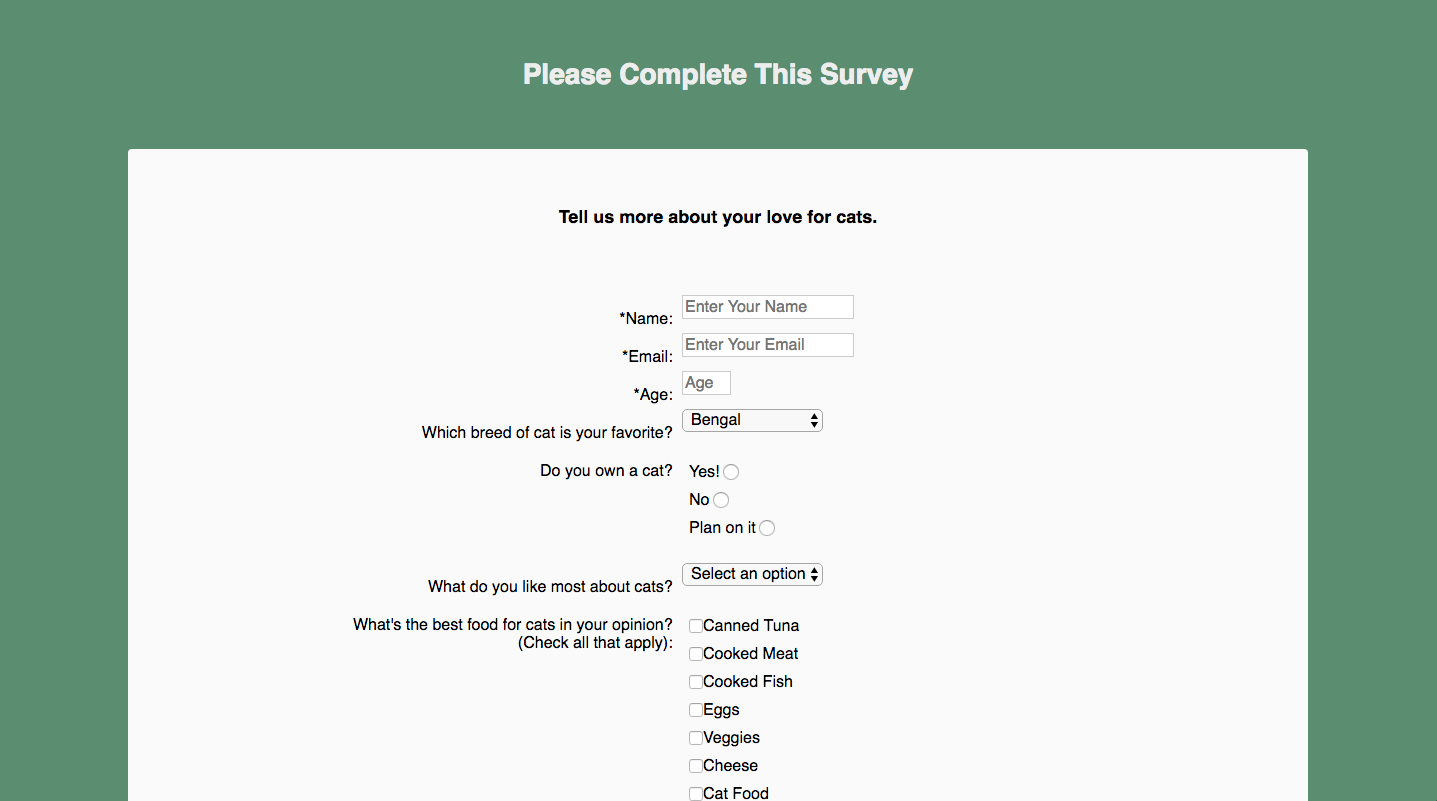 Please Complete This Survey
Tell us more about your love for cats.
*Name: Enter Your Name
*Email: Enter Your Email
*Age: Age
Which breed of cat is your favorite? Bengal
Do you own a cat? Yes!
No
Plan on it
What do you like most about cats? Select an option
What's the best food for cats in your opinion? Canned Tuna
(Check all that apply):
Cooked Meat
Cooked Fish
Eggs
Veggies
Cheese
Cat Food